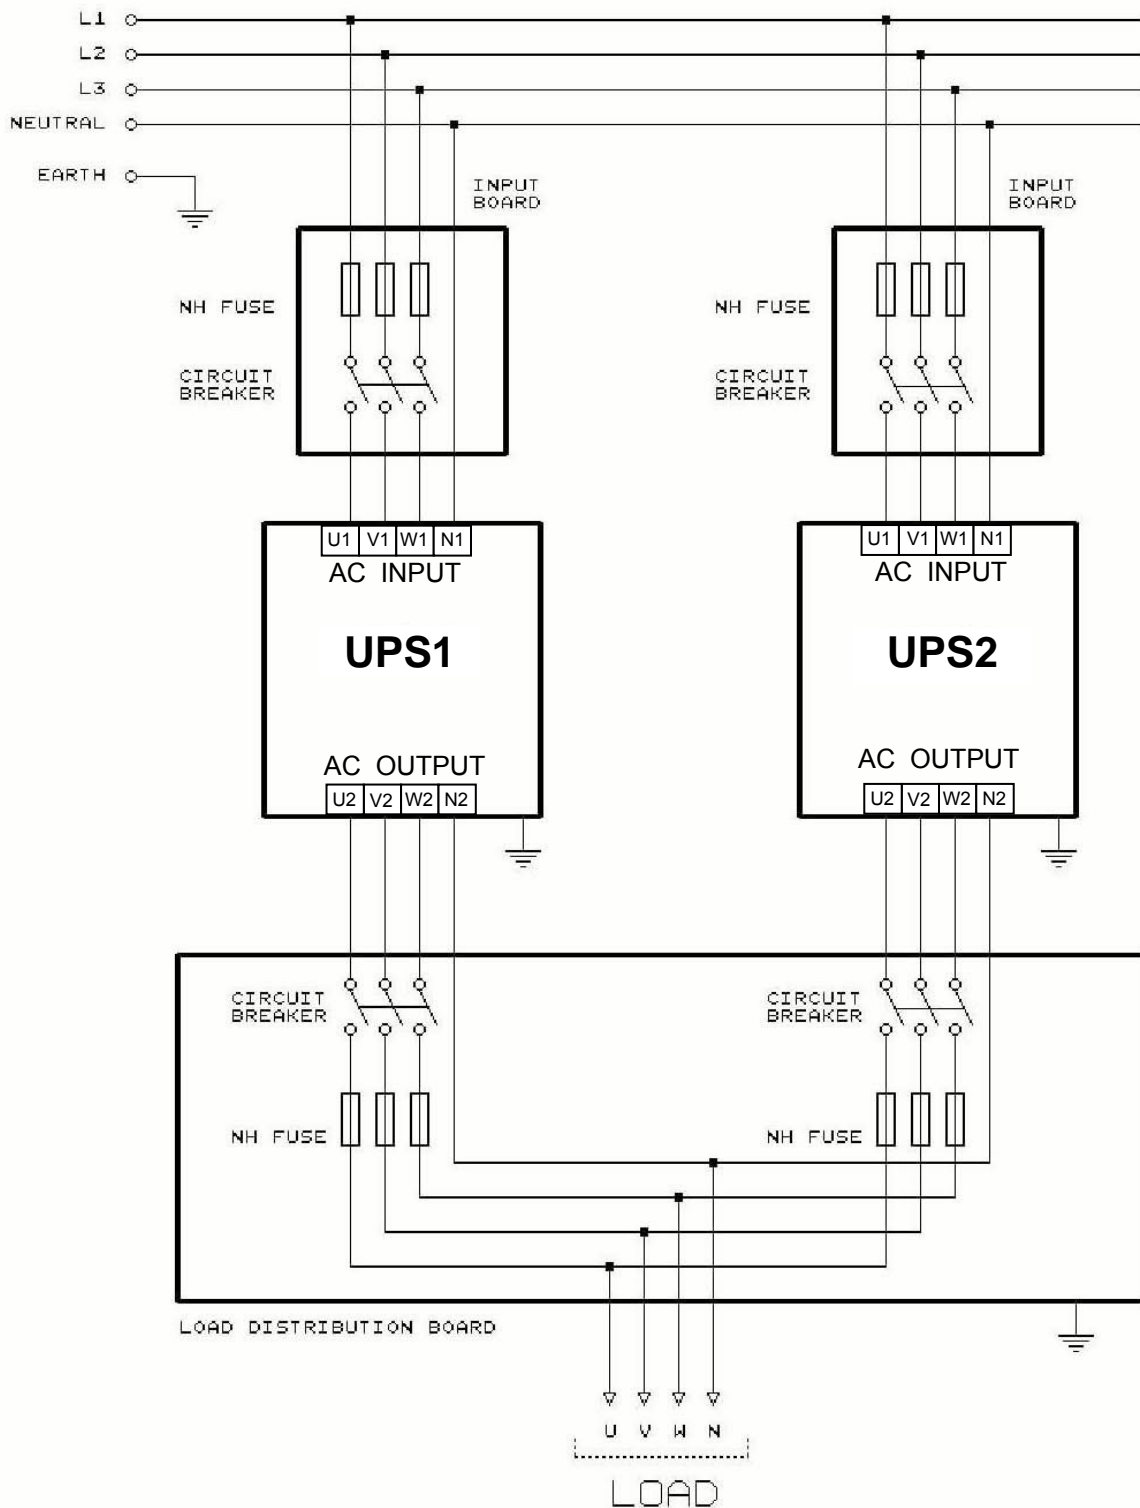 L1
L2
L3
NEUTRAL
EARTH
INPUT
BOARD
INPUT
BOARD
NH FUSE
NH FUSE
CIRCUIT
BREAKER
CIRCUIT
BREAKER
U1 V1 W1 N1
AC INPUT
UPS1
AC OUTPUT
U2 V2 W2 N2
U1 V1 W1 N1
AC INPUT
UPS2
AC OUTPUT
U2 V2 W2 N2
CIRCUIT
BREAKER
CIRCUIT
BREAKER
NH FUSE
NH FUSE
LOAD DISTRIBUTION BOARD
U V W N
LOAD